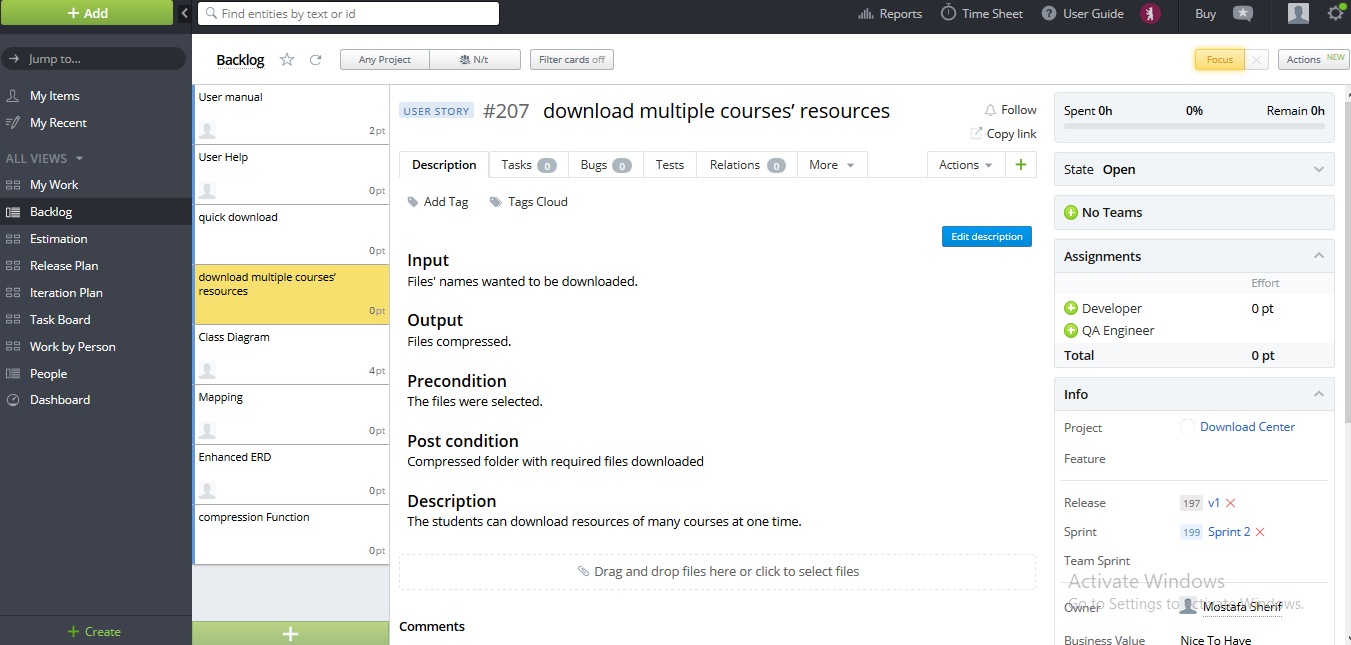 + Add
Find entities by text or id
Reports
Time Sheet
User Guide
Buy
Jump to...
My Items
My Recent
ALL VIEWS
My Work
Backlog
Estimation
Release Plan
Iteration Plan
Task Board
Work by Person
People
Dashboard
+ Create
Backlog
Any Project
N/t
Filter cards off
Focus
Actions NEW
User manual
2pt
User Help
0pt
quick download
0pt
download multiple courses’
resources
0pt
Class Diagram
4pt
Mapping
0pt
Enhanced ERD
0pt
compression Function
0pt
USER STORY #207 download multiple courses’ resources
Follow
Copy link
Description Tasks 0 Bugs 0 Tests Relations 0 More Actions +
Add Tag Tags Cloud
Edit description
Input
Files' names wanted to be downloaded.
Output
Files compressed.
Precondition
The files were selected.
Post condition
Compressed folder with required files downloaded
Description
The students can download resources of many courses at one time.
Drag and drop files here or click to select files
Comments
Spent 0h 0% Remain 0h
State Open
No Teams
Assignments
Effort
Developer 0 pt
QA Engineer
Total 0 pt
Info
Project Download Center
Feature
Release 197 v1
Sprint 199 Sprint 2
Team Sprint
Activate Windows
Go to Settings to activate Windows.
Owner Mostafa Sherif
Business Value Nice To Have